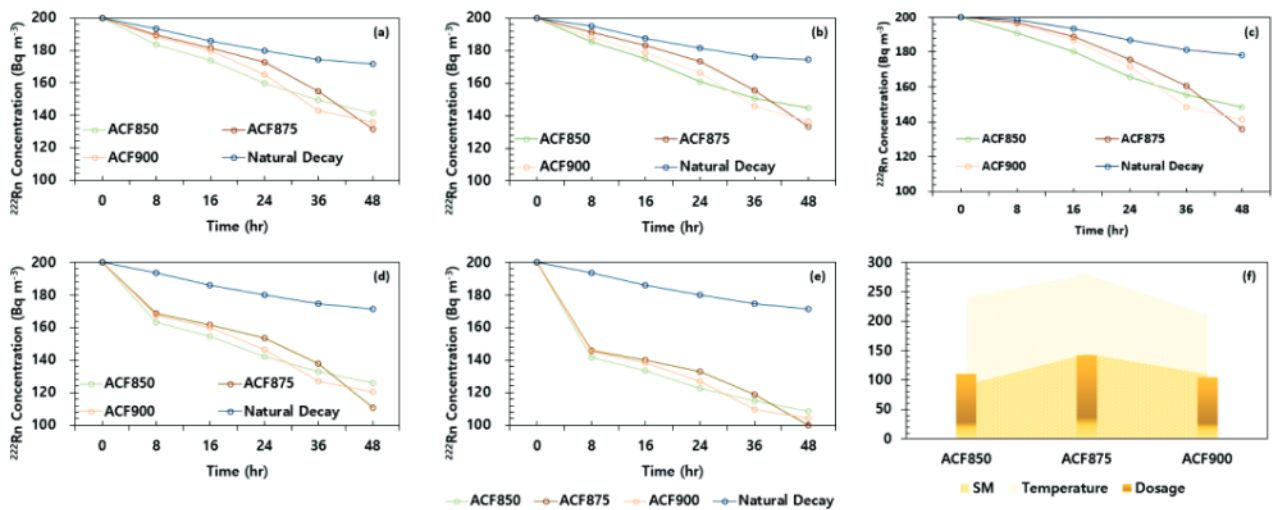 ²²²Rn Concentration (Bq m⁻³)
200
180
160
140
120
100
(a)
ACF850
ACF875
ACF900
Natural Decay
0 8 16 24 36 48
Time (hr)
²²²Rn Concentration (Bq m⁻³)
200
180
160
140
120
100
(b)
ACF850
ACF875
ACF900
Natural Decay
0 8 16 24 36 48
Time (hr)
²²²Rn Concentration (Bq m⁻³)
200
180
160
140
120
100
(c)
ACF850
ACF875
ACF900
Natural Decay
0 8 16 24 36 48
Time (hr)
²²²Rn Concentration (Bq m⁻³)
200
180
160
140
120
100
(d)
ACF850
ACF875
ACF900
Natural Decay
0 8 16 24 36 48
Time (hr)
²²²Rn Concentration (Bq m⁻³)
200
180
160
140
120
100
(e)
0 8 16 24 36 48
Time (hr)
ACF850 ACF875 ACF900 Natural Decay
300
250
200
150
100
50
0
(f)
ACF850 ACF875 ACF900
SM Temperature Dosage